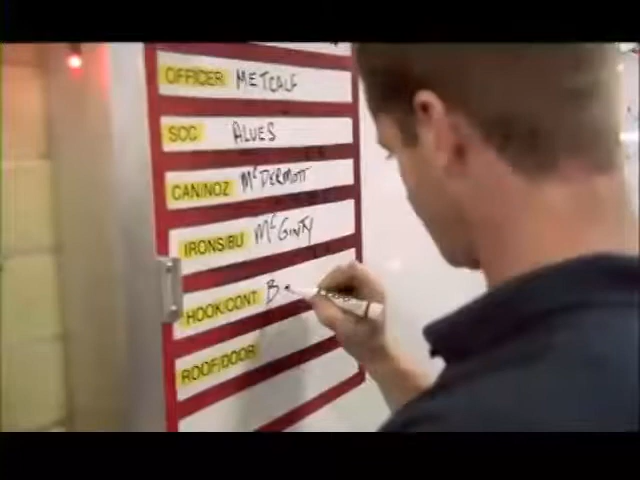 OFFICER METCALF
SOC ALVES
CAN/NOZ McDERMOTT
IRONS/BU McGINTY
HOOK/CONT B
ROOF/DOOR